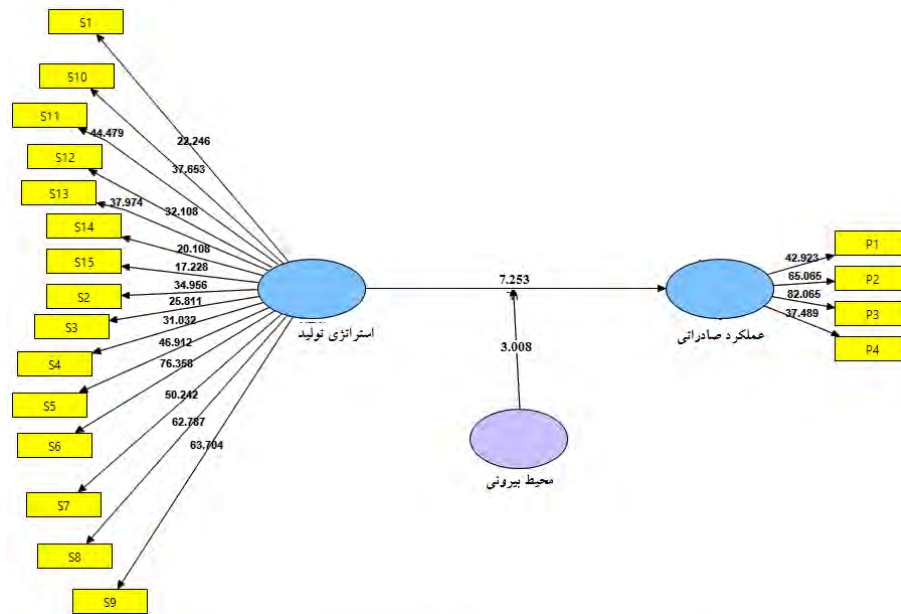 S1
S10
S11
S12
S13
S14
S15
S2
S3
S4
S5
S6
S7
S8
S9
22.246
37.653
44.479
32.108
37.974
20.108
17.228
34.956
25.811
31.032
46.912
76.358
50.242
62.787
63.704
استراتژی تولید
7.253
3.008
محیط بیرونی
عملکرد صادراتی
42.923
65.065
82.065
37.489
P1
P2
P3
P4